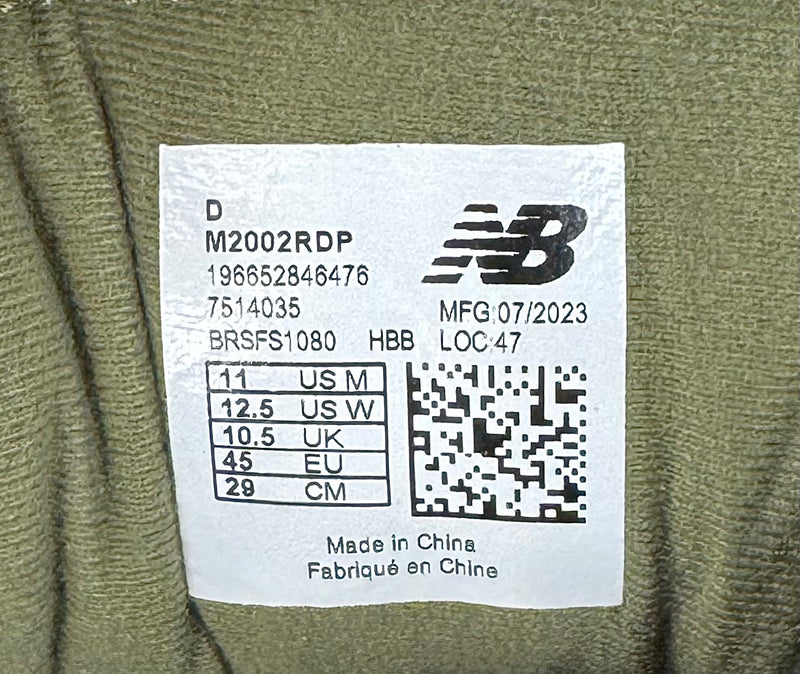 D
M2002RDP
196652846476
7514035
MFG:07/2023
BRSFS1080 HBB LOC:47
11 US M
12.5 US W
10.5 UK
45 EU
29 CM
NB
Made in China
Fabriqué en Chine